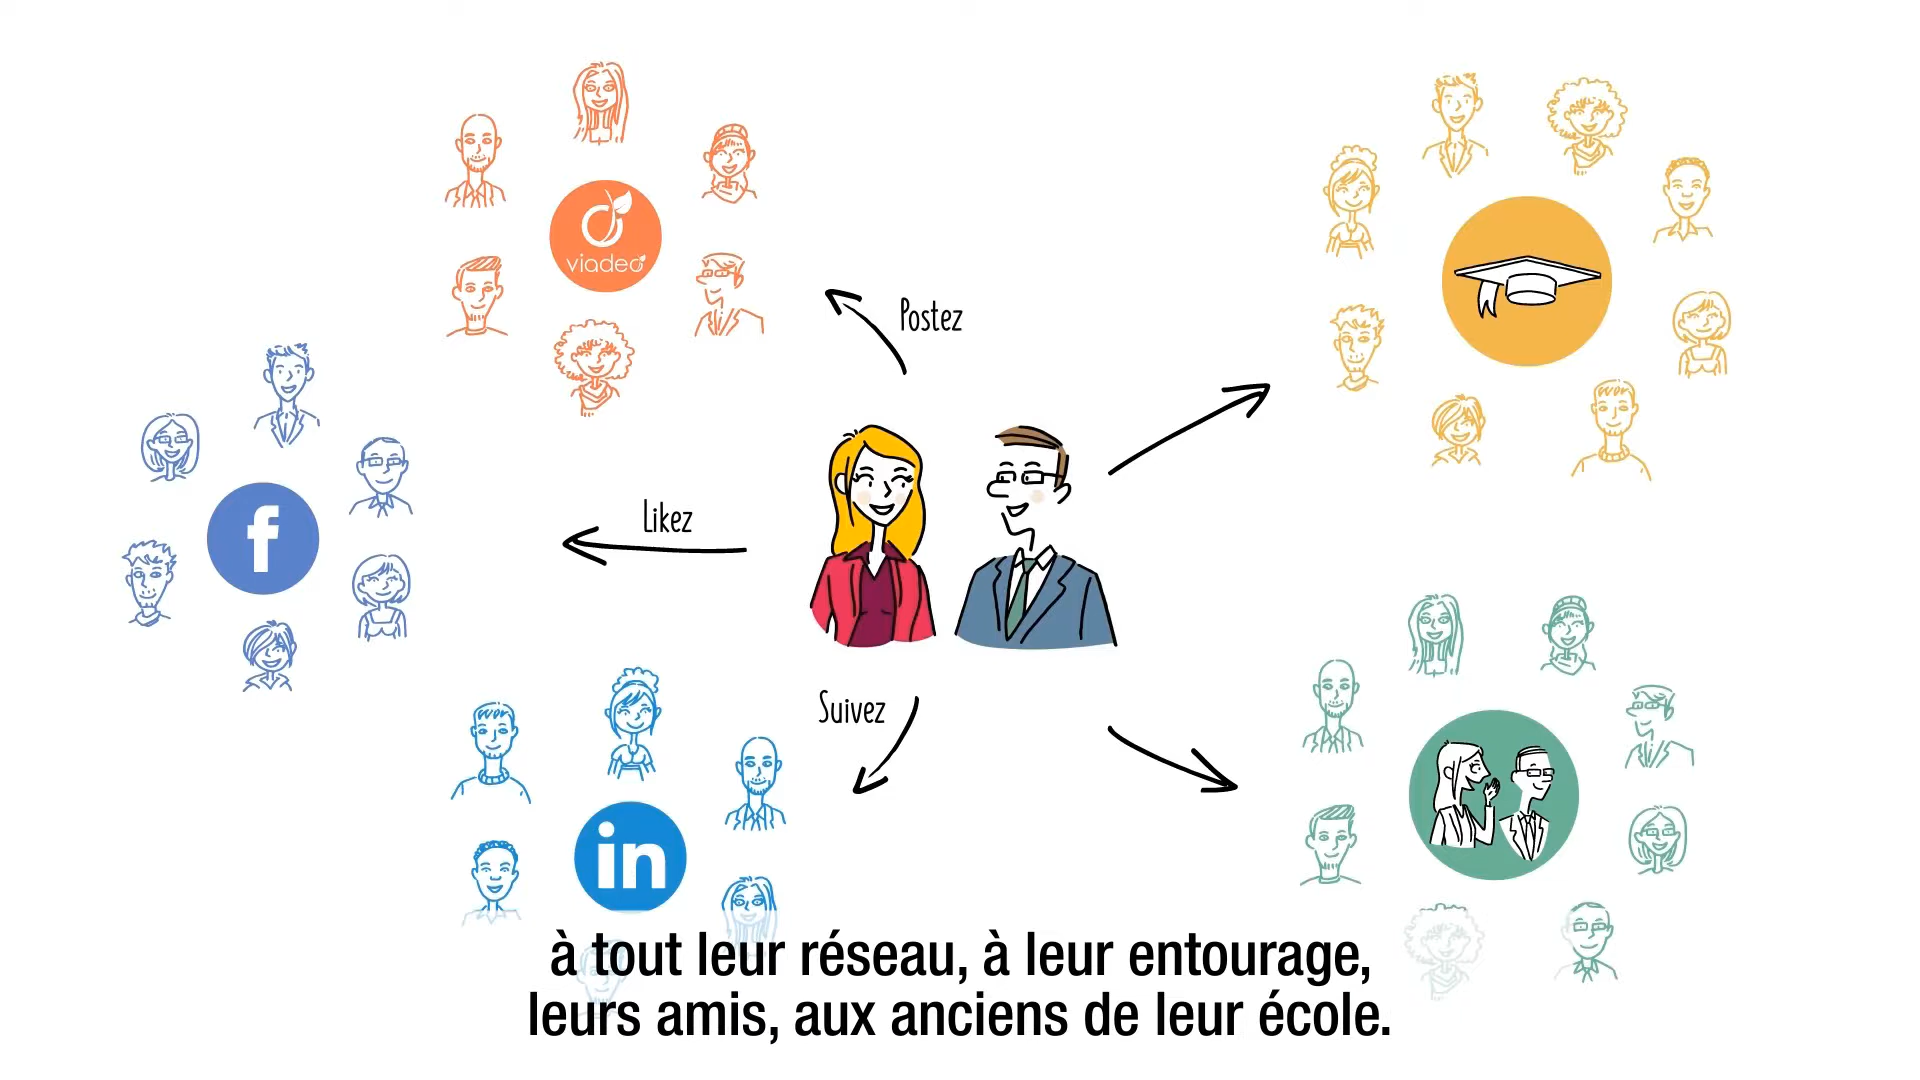 viadeo
Postez
f
Likez
Suivez
in
à tout leur réseau, à leur entourage,
leurs amis, aux anciens de leur école.